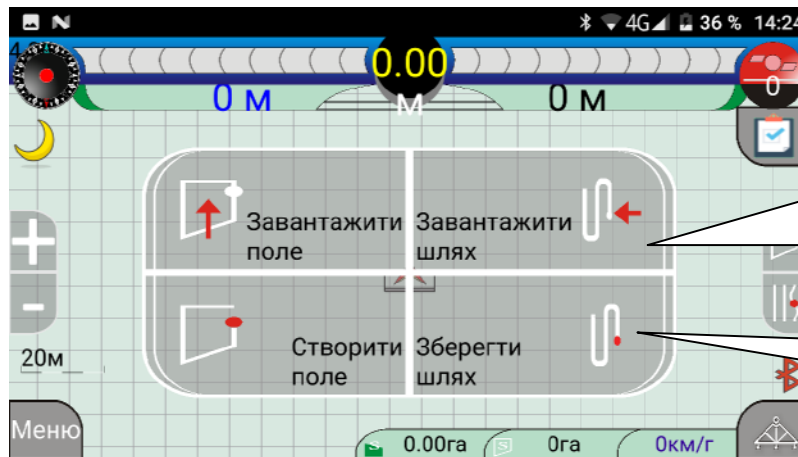 4G 36 % 14:24
4
0.00
м
0 м
0 м
0
Завантажити
поле
Завантажити
шлях
+
-
Створити
поле
Зберегти
шлях
20м
Меню
S 0.00га
S 0га
0км/г